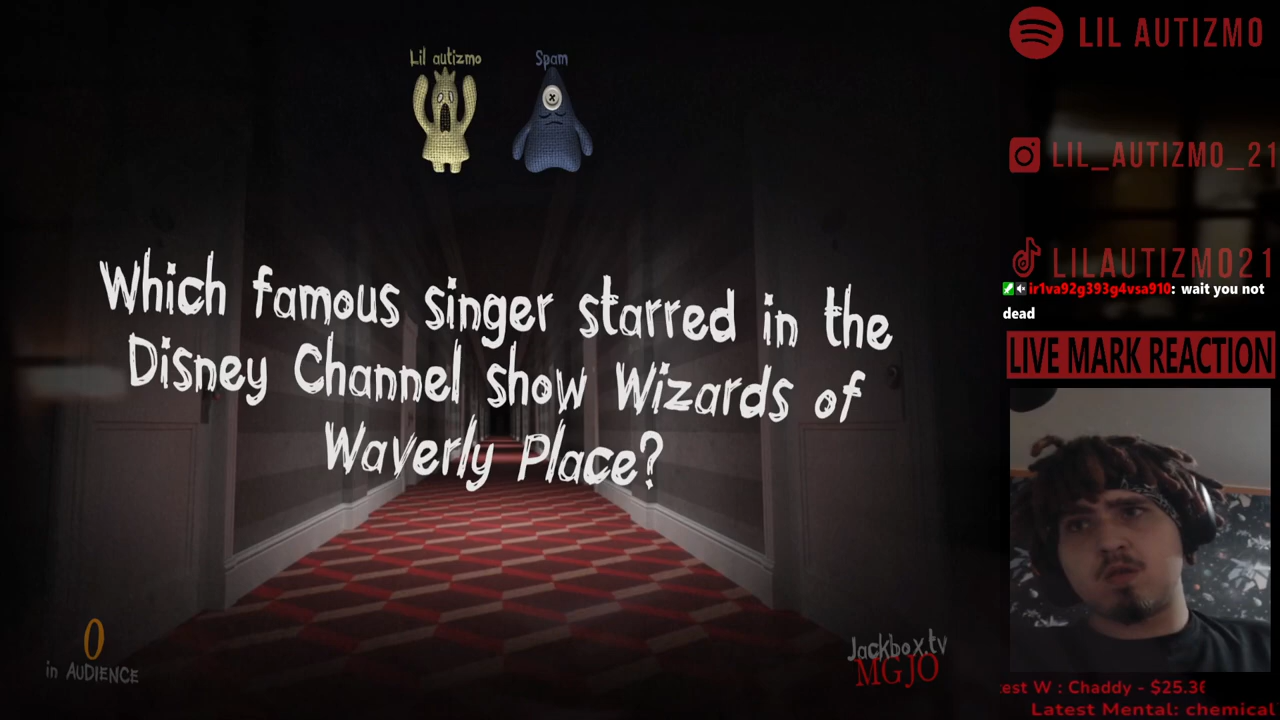 Lil autizmo
Spam
Which famous singer starred in the
Disney Channel show Wizards of
Waverly Place?
0
in AUDIENCE
Jackbox.tv
MGJO
LIL AUTIZMO
LIL_AUTIZMO_21
LILAUTIZMO21
ir1va92g393g4vsa910: wait you not
dead
LIVE MARK REACTION
est W : Chaddy - $25.36
Latest Mental: chemical